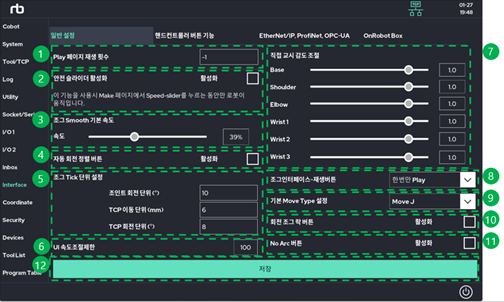 rb
01-27
19:48
Cobot
System
Tool/TCP
Log
Utility
Socket/Seri
I/O 1
I/O 2
Inbox
Interface
Coordinate
Security
Devices
Tool List
Program Table
일반 설정
핸드컨트롤러 버튼 기능
EtherNet/IP, ProfiNet, OPC-UA
OnRobot Box
1
Play 페이지 재생 횟수
-1
2
안전 슬라이더 활성화
활성화
이 기능을 사용시 Make 페이지에서 Speed-slider를 누르는 동안만 로봇이
움직입니다.
3
조그 Smooth 기본 속도
속도
39%
4
자동 회전 정렬 버튼
활성화
5
조그 Tick 단위 설정
조인트 회전 단위 (°)
10
TCP 이동 단위 (mm)
6
TCP 회전 단위 (°)
8
6
UI 속도조절제한
100
7
직접 교시 감도 조절
Base
1.0
Shoulder
1.0
Elbow
1.0
Wrist 1
1.0
Wrist 2
1.0
Wrist 3
1.0
8
조그인터페이스-재생버튼
한번만 Play
9
기본 Move Type 설정
Move J
10
회전 조그 락 버튼
활성화
11
No Arc 버튼
활성화
12
저장